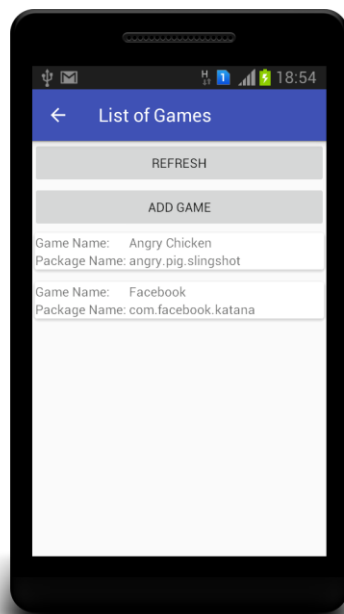 H 1 18:54
List of Games
REFRESH
ADD GAME
Game Name: Angry Chicken
Package Name: angry.pig.slingshot
Game Name: Facebook
Package Name: com.facebook.katana